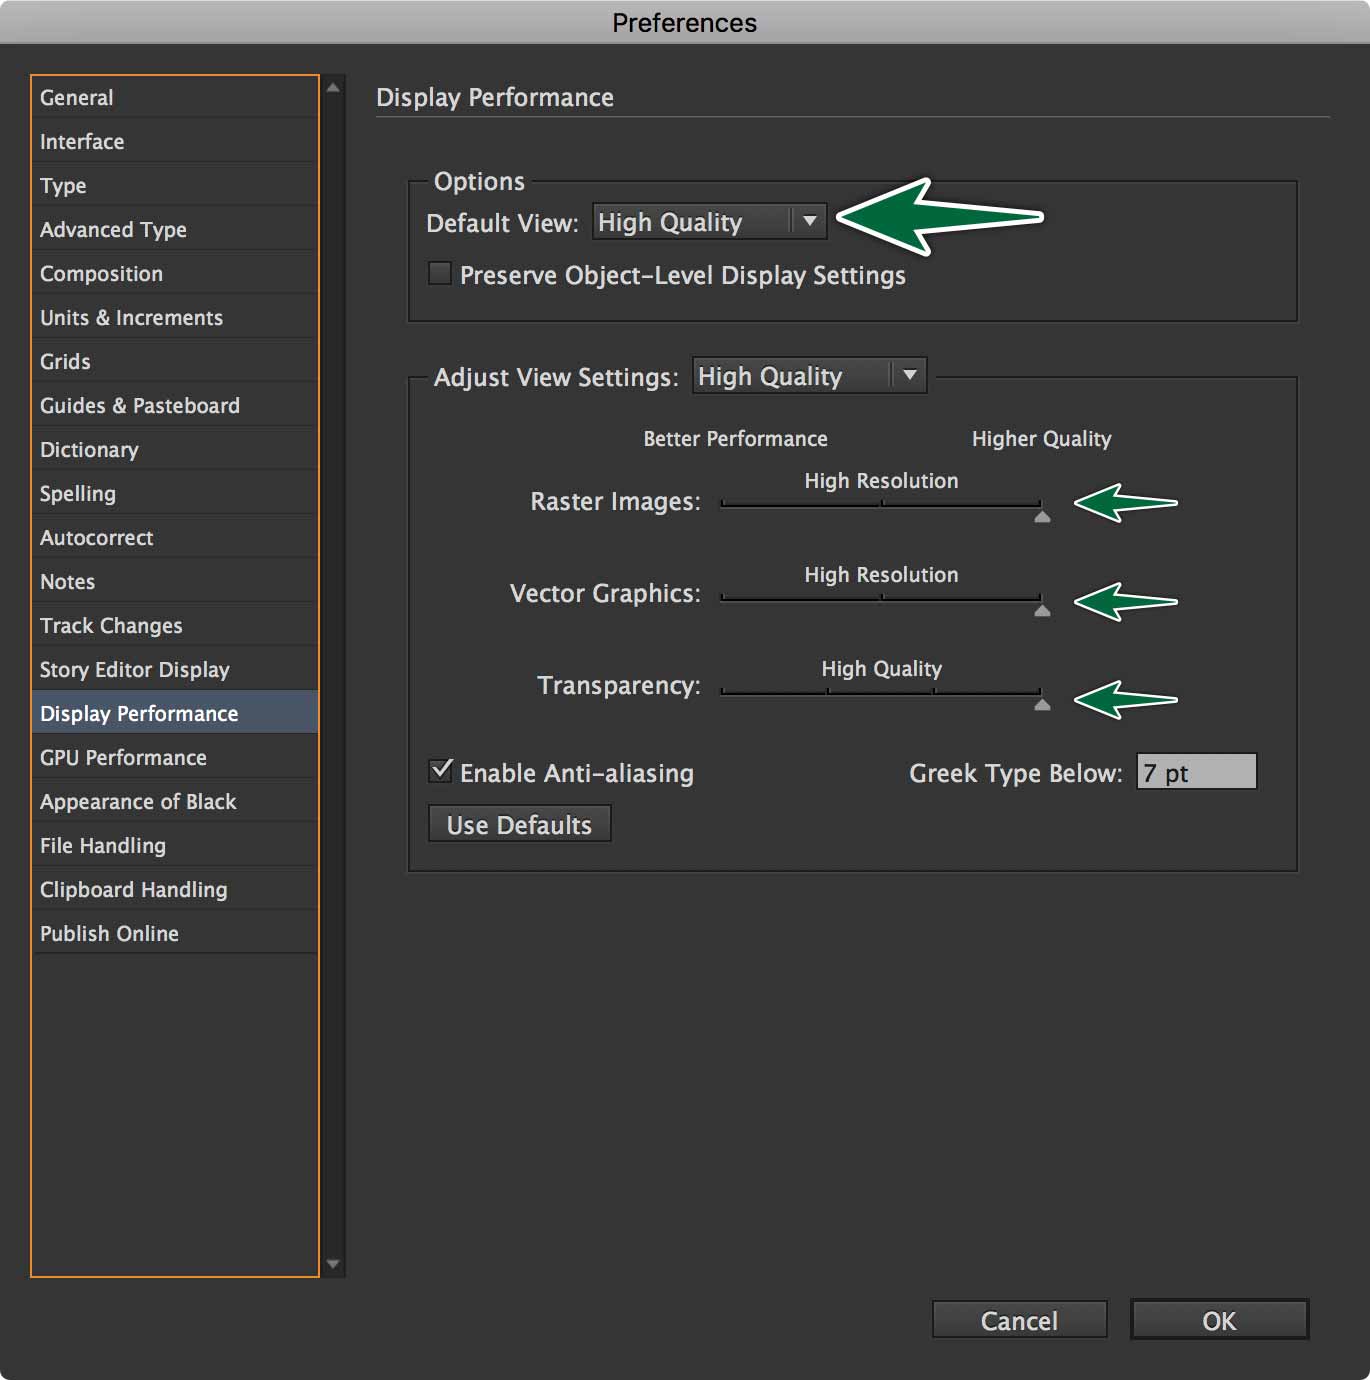 Preferences
General
Interface
Type
Advanced Type
Composition
Units & Increments
Grids
Guides & Pasteboard
Dictionary
Spelling
Autocorrect
Notes
Track Changes
Story Editor Display
Display Performance
GPU Performance
Appearance of Black
File Handling
Clipboard Handling
Publish Online
Display Performance
Options
Default View: High Quality
Preserve Object-Level Display Settings
Adjust View Settings: High Quality
Better Performance Higher Quality
High Resolution
Raster Images:
High Resolution
Vector Graphics:
High Quality
Transparency:
Enable Anti-aliasing Greek Type Below: 7 pt
Use Defaults
Cancel OK